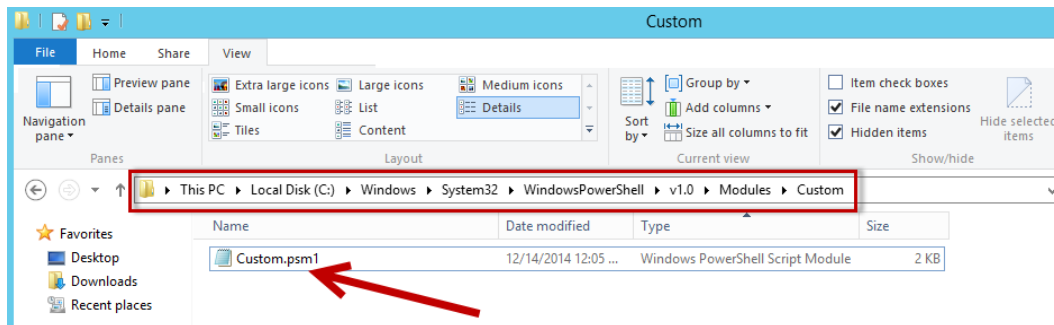 Custom
File Home Share View
Navigation pane
Preview pane
Details pane
Panes
Extra large icons Large icons Medium icons
Small icons List Details
Tiles Content
Layout
Sort by
Group by
Add columns
Size all columns to fit
Current view
Item check boxes
File name extensions
Hidden items
Hide selected items
Show/hide
This PC Local Disk (C:) Windows System32 WindowsPowerShell v1.0 Modules Custom
Favorites
Desktop
Downloads
Recent places
Name Date modified Type Size
Custom.psm1 12/14/2014 12:05 ... Windows PowerShell Script Module 2 KB